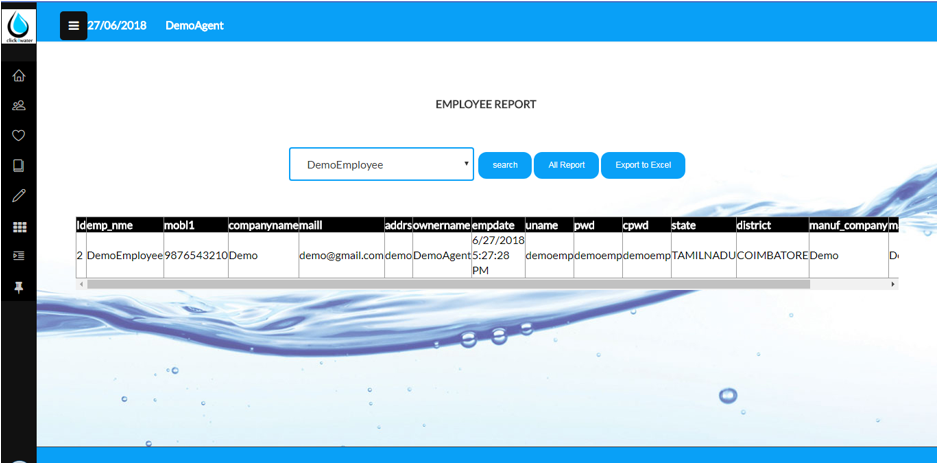 27/06/2018 DemoAgent
EMPLOYEE REPORT
DemoEmployee search All Report Export to Excel
Id emp_nme mobl1 companyname maill addrs ownername empdate uname pwd cpwd state district manuf_company
2 DemoEmployee 9876543210 Demo demo@gmail.com demo DemoAgent 6/27/2018 5:27:28 PM demoemp demoemp demoemp TAMILNADU COIMBATORE Demo